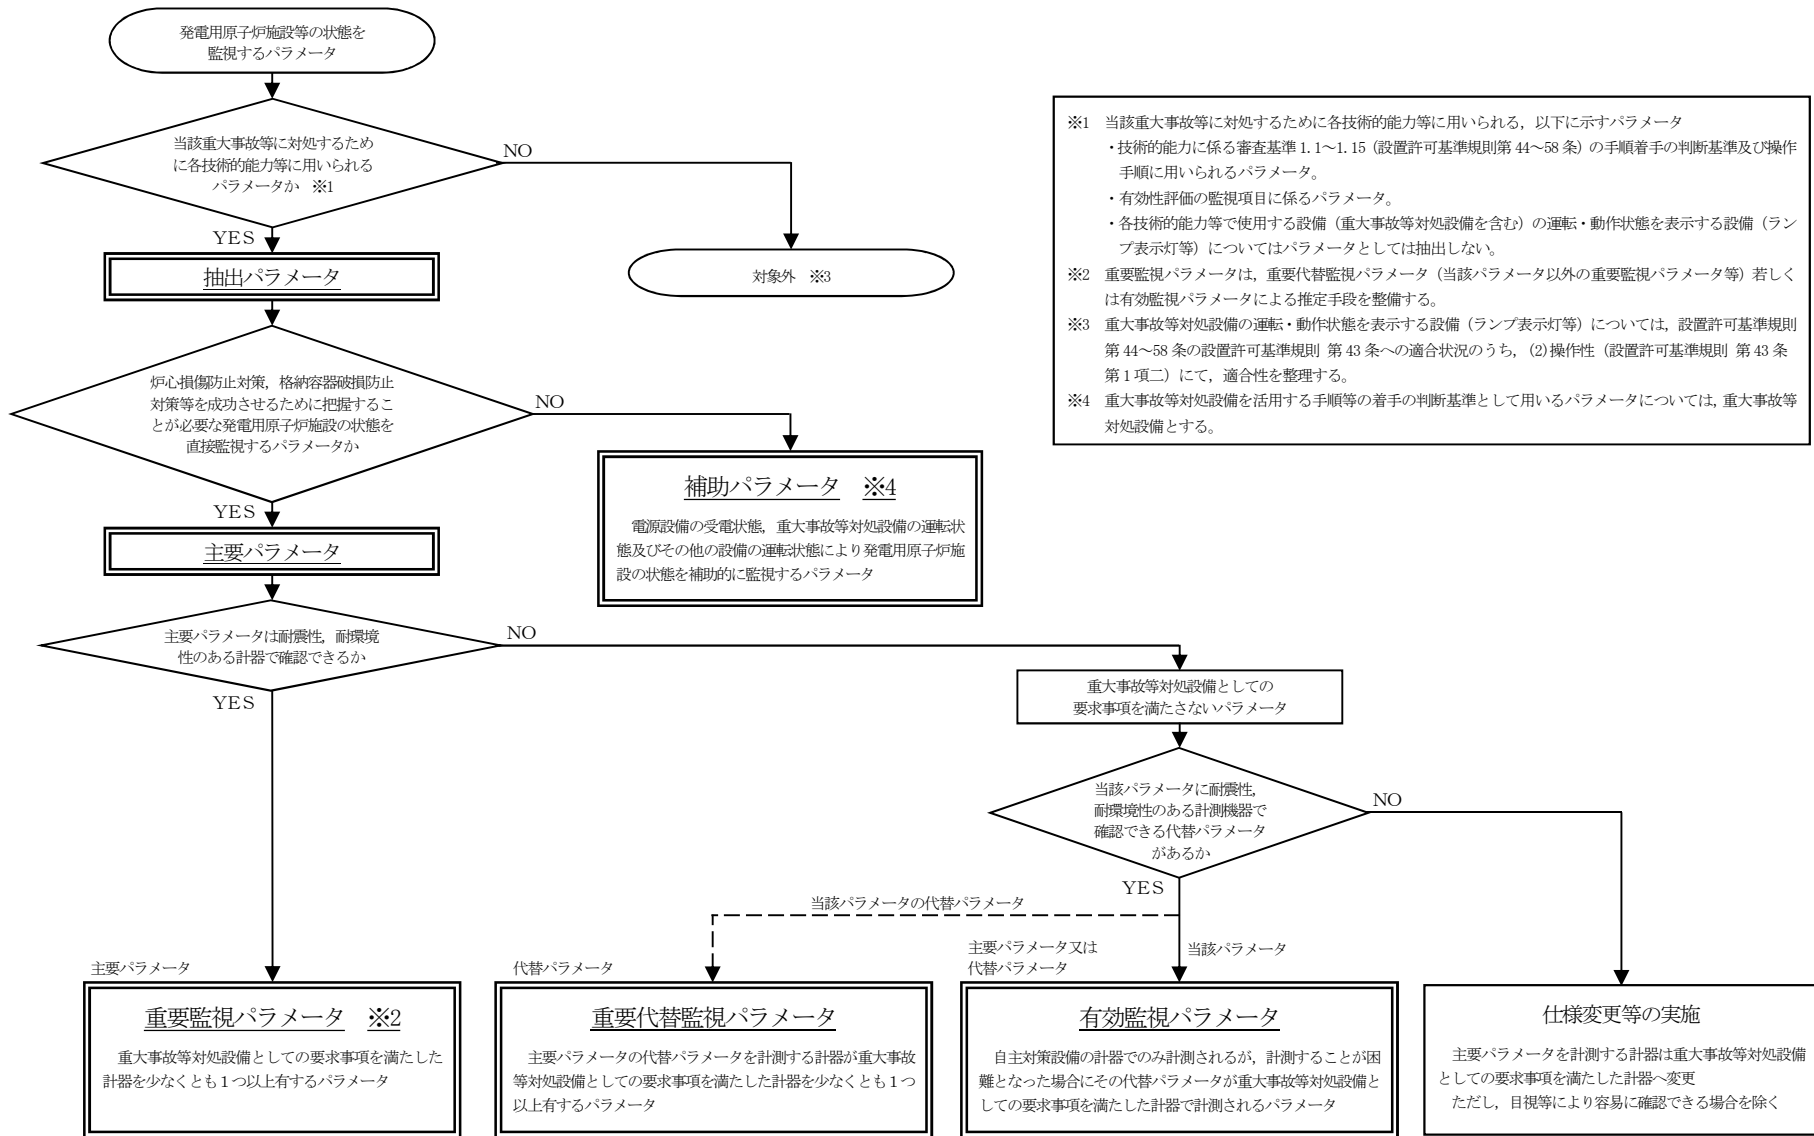 発電用原子炉施設等の状態を
監視するパラメータ
当該重大事故等に対処するため
に各技術的能力等に用いられる
パラメータか ※1
NO
YES
対象外 ※3
抽出パラメータ
炉心損傷防止対策，格納容器破損防止
対策等を成功させるために把握するこ
とが必要な発電用原子炉施設の状態を
直接監視するパラメータか
NO
YES
補助パラメータ ※4
電源設備の受電状態，重大事故等対処設備の運転状
態及びその他の設備の運転状態により発電用原子炉施
設の状態を補助的に監視するパラメータ
主要パラメータ
主要パラメータは耐震性，耐環境
性のある計器で確認できるか
NO
YES
重大事故等対処設備としての
要求事項を満たさないパラメータ
当該パラメータに耐震性，
耐環境性のある計測機器で
確認できる代替パラメータ
があるか
NO
YES
当該パラメータの代替パラメータ
主要パラメータ又は
代替パラメータ
当該パラメータ
主要パラメータ
重要監視パラメータ ※2
重大事故等対処設備としての要求事項を満たした
計器を少なくとも1つ以上有するパラメータ
代替パラメータ
重要代替監視パラメータ
主要パラメータの代替パラメータを計測する計器が重大事故
等対処設備としての要求事項を満たした計器を少なくとも1つ
以上有するパラメータ
有効監視パラメータ
自主対策設備の計器でのみ計測されるが，計測することが困
難となった場合にその代替パラメータが重大事故等対処設備と
しての要求事項を満たした計器で計測されるパラメータ
仕様変更等の実施
主要パラメータを計測する計器は重大事故等対処設備
としての要求事項を満たした計器へ変更
ただし，目視等により容易に確認できる場合を除く
※1 当該重大事故等に対処するために各技術的能力等に用いられる，以下に示すパラメータ
・技術的能力に係る審査基準 1.1～1.15（設置許可基準規則第 44～58 条）の手順着手の判断基準及び操作
手順に用いられるパラメータ。
・有効性評価の監視項目に係るパラメータ。
・各技術的能力等で使用する設備（重大事故等対処設備を含む）の運転・動作状態を表示する設備（ラン
プ表示灯等）についてはパラメータとしては抽出しない。
※2 重要監視パラメータは，重要代替監視パラメータ（当該パラメータ以外の重要監視パラメータ等）若しく
は有効監視パラメータによる推定手段を整備する。
※3 重大事故等対処設備の運転・動作状態を表示する設備（ランプ表示灯等）については，設置許可基準規則
第 44～58 条の設置許可基準規則 第 43 条への適合状況のうち，(2)操作性（設置許可基準規則 第 43 条
第 1 項二）にて，適合性を整理する。
※4 重大事故等対処設備を活用する手順等の着手の判断基準として用いるパラメータについては，重大事故等
対処設備とする。